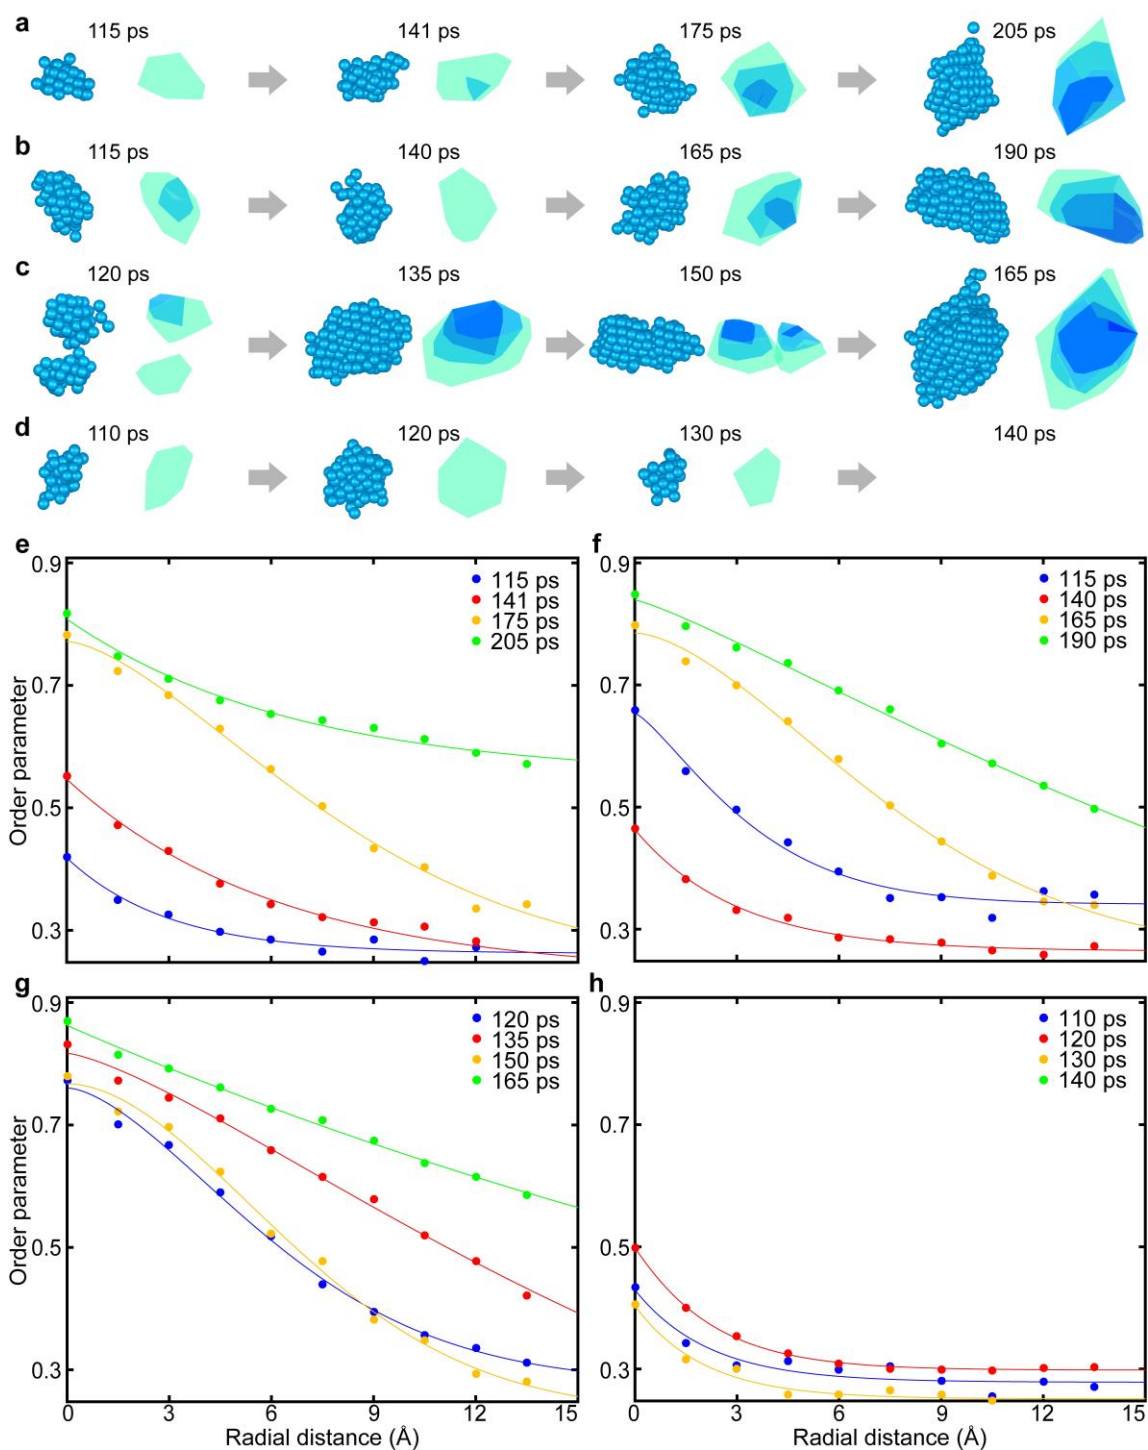 a
115 ps 141 ps 175 ps 205 ps
b
115 ps 140 ps 165 ps 190 ps
c
120 ps 135 ps 150 ps 165 ps
d
110 ps 120 ps 130 ps 140 ps
e
0.9
0.7
0.5
0.3
Order parameter
115 ps
141 ps
175 ps
205 ps
0 3 6 9 12 15
f
0.9
0.7
0.5
0.3
115 ps
140 ps
165 ps
190 ps
g
0.9
0.7
0.5
0.3
Order parameter
120 ps
135 ps
150 ps
165 ps
0 3 6 9 12 15
Radial distance (Å)
h
0.9
0.7
0.5
0.3
110 ps
120 ps
130 ps
140 ps
0 3 6 9 12 15
Radial distance (Å)